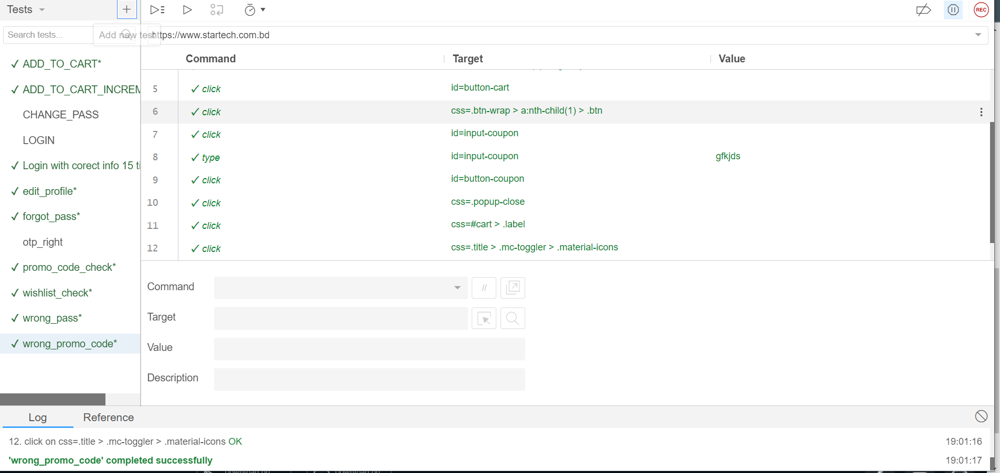 Tests
REC
Search tests...
Add new test
https://www.startech.com.bd
Command Target Value
ADD_TO_CART*
ADD_TO_CART_INCREM
CHANGE_PASS
LOGIN
Login with corect info 15 ti
edit_profile*
forgot_pass*
otp_right
promo_code_check*
wishlist_check*
wrong_pass*
wrong_promo_code*
5 click id=button-cart
6 click css=.btn-wrap > a:nth-child(1) > .btn
7 click id=input-coupon
8 type id=input-coupon gfkjds
9 click id=button-coupon
10 click css=.popup-close
11 click css=#cart > .label
12 click css=.title > .mc-toggler > .material-icons
Command //
Target
Value
Description
Log Reference
12. click on css=.title > .mc-toggler > .material-icons OK 19:01:16
'wrong_promo_code' completed successfully 19:01:17